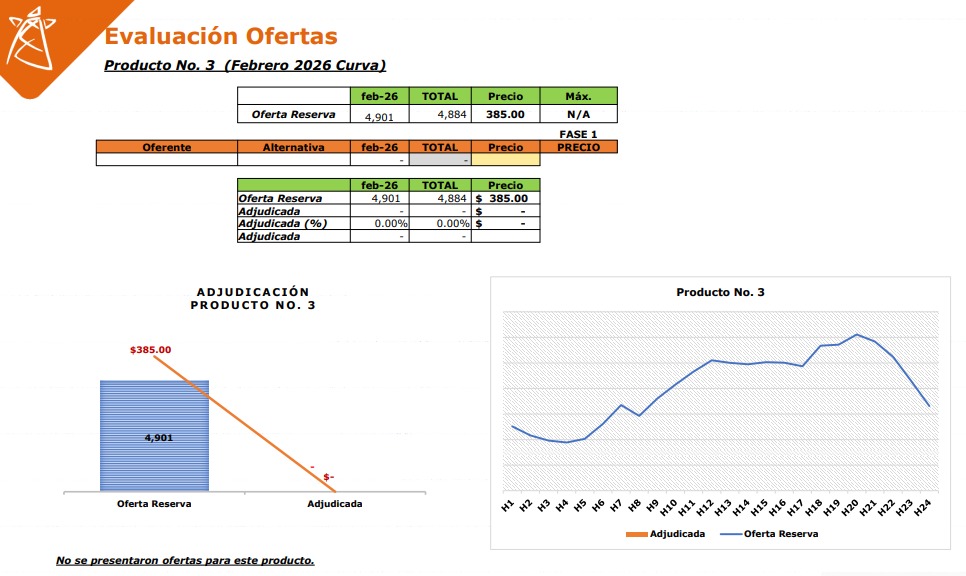 Evaluación Ofertas
Producto No. 3 (Febrero 2026 Curva)
feb-26 TOTAL Precio Máx.
Oferta Reserva 4,901 4,884 385.00 N/A
FASE 1
Oferente Alternativa feb-26 TOTAL Precio PRECIO
- -
feb-26 TOTAL Precio
Oferta Reserva 4,901 4,884 $ 385.00
Adjudicada - - $ -
Adjudicada (%) 0.00% 0.00% $ -
Adjudicada - -
ADJUDICACIÓN
PRODUCTO NO. 3
$385.00
4,901
-
$-
Oferta Reserva Adjudicada
Producto No. 3
H1 H2 H3 H4 H5 H6 H7 H8 H9 H10 H11 H12 H13 H14 H15 H16 H17 H18 H19 H20 H21 H22 H23 H24
Adjudicada Oferta Reserva
No se presentaron ofertas para este producto.